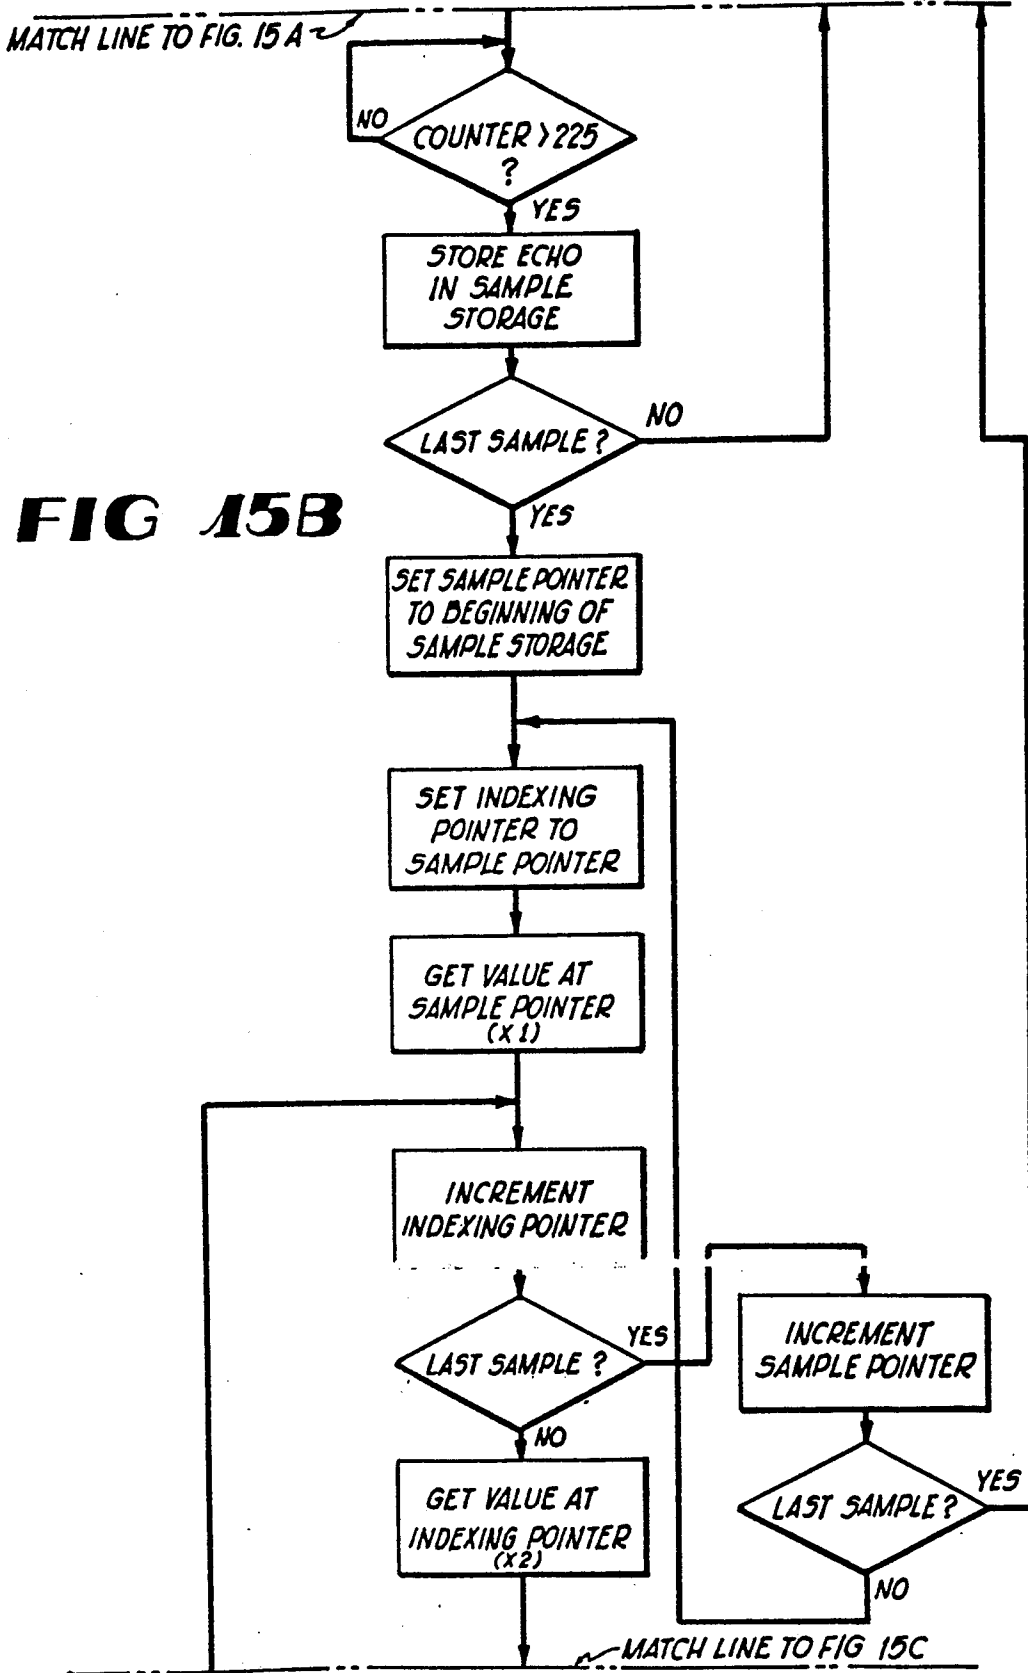 MATCH LINE TO FIG. 15A
NO
COUNTER > 225
?
YES
STORE ECHO
IN SAMPLE
STORAGE
LAST SAMPLE ?
NO
YES
FIG 15B
SET SAMPLE POINTER
TO BEGINNING OF
SAMPLE STORAGE
SET INDEXING
POINTER TO
SAMPLE POINTER
GET VALUE AT
SAMPLE POINTER
(X1)
INCREMENT
INDEXING POINTER
LAST SAMPLE ?
YES
NO
INCREMENT
SAMPLE POINTER
GET VALUE AT
INDEXING POINTER
(X2)
LAST SAMPLE ?
YES
NO
MATCH LINE TO FIG 15C